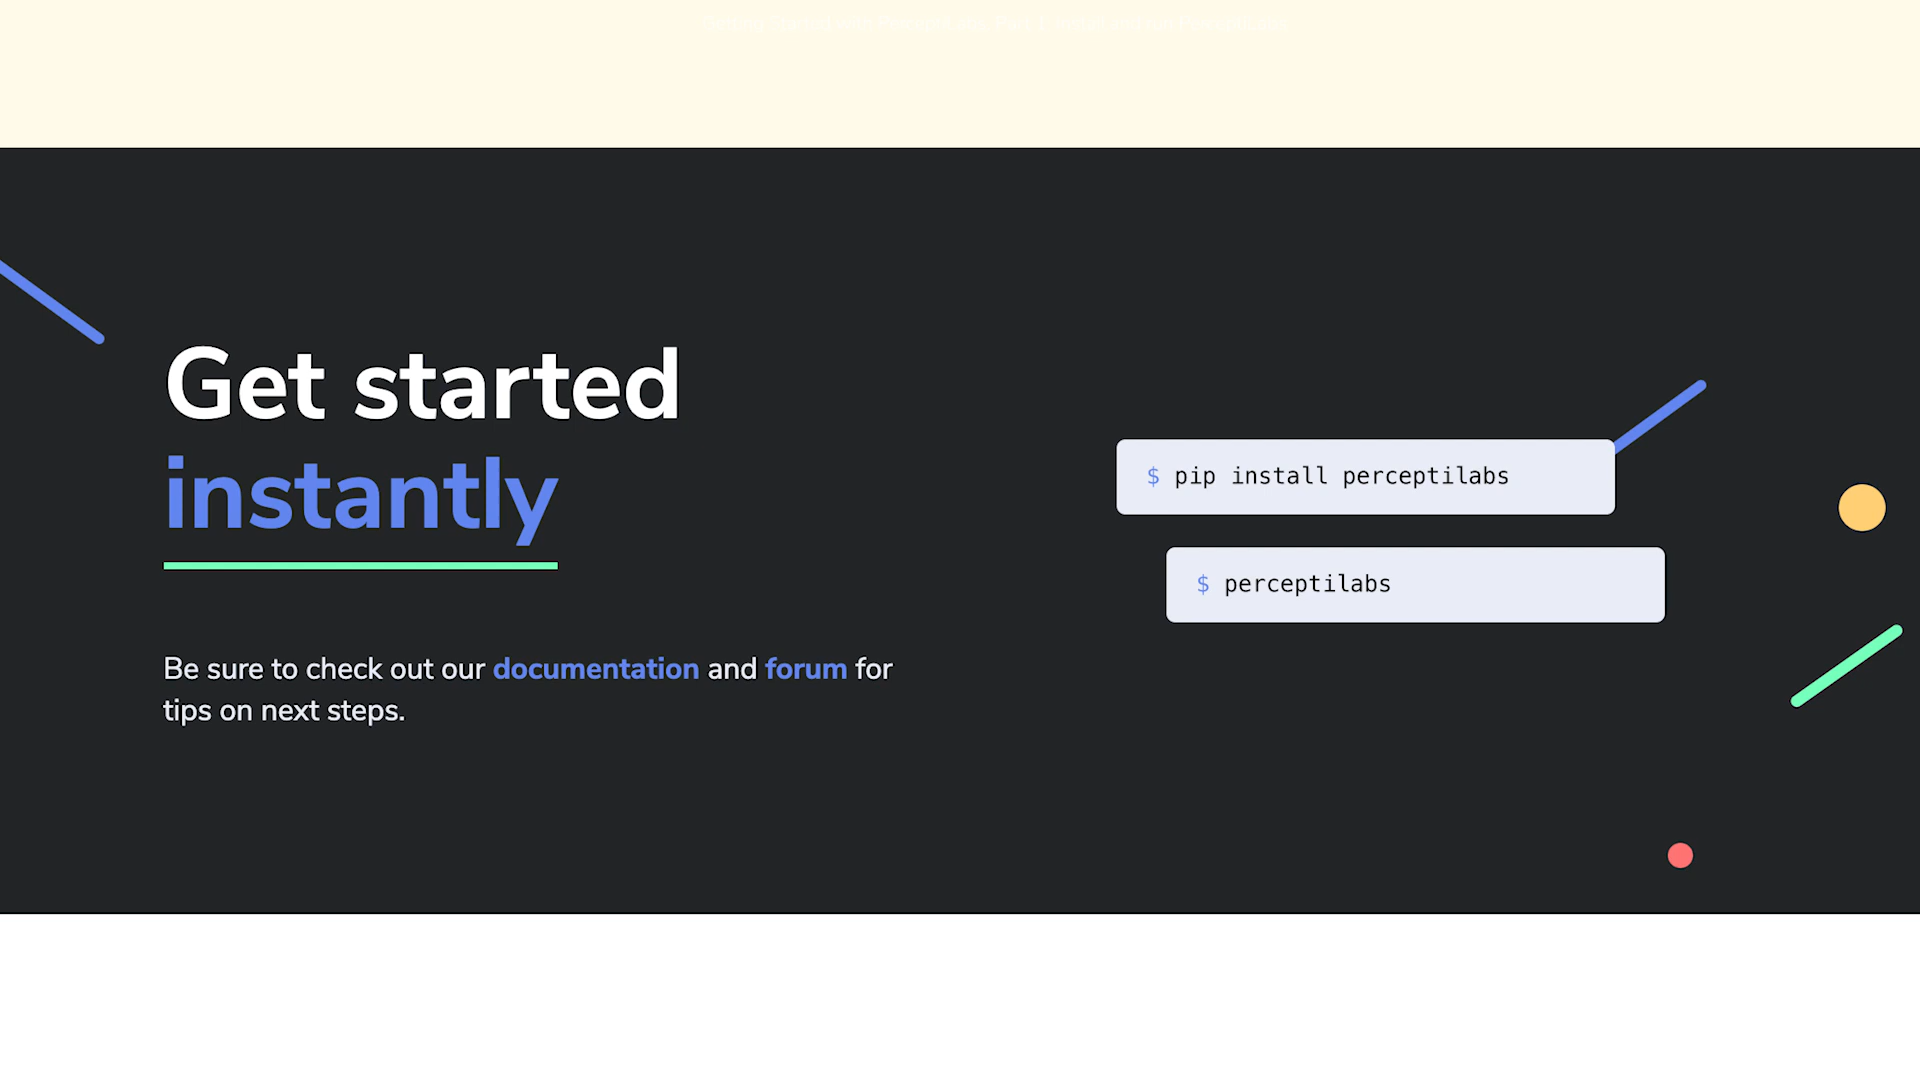 Get started
instantly
Be sure to check out our documentation and forum for
tips on next steps.
$ pip install perceptilabs
$ perceptilabs